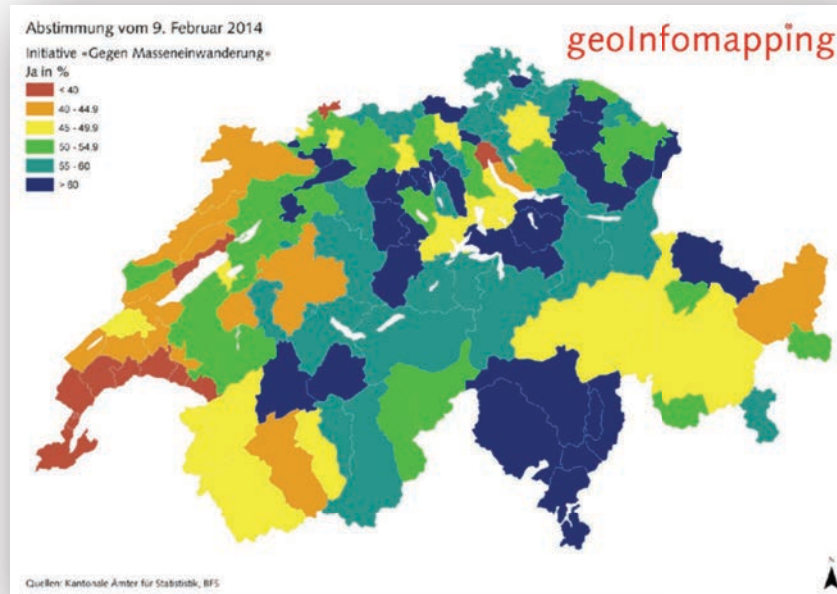 Abstimmung vom 9. Februar 2014
geoInfomapping
Initiative «Gegen Masseneinwanderung»
Ja in %
< 40
40 - 44.9
45 - 49.9
50 - 54.9
55 - 60
> 60
Quellen: Kantonale Ämter für Statistik, BFS
N